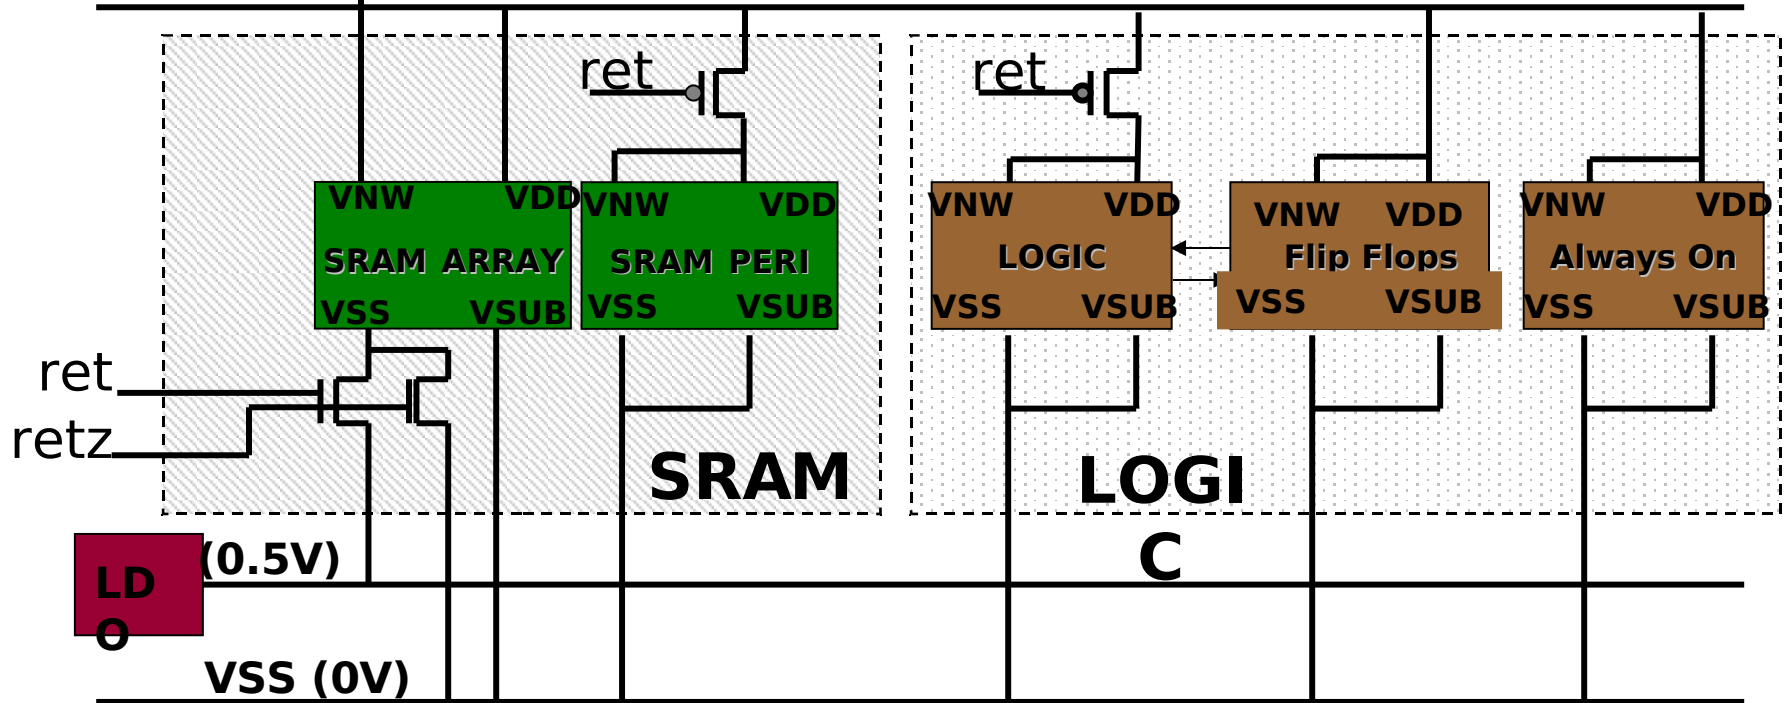 ret
ret
VNW VDD
SRAM ARRAY
VSS VSUB
VNW VDD
SRAM PERI
VSS VSUB
VNW VDD
LOGIC
VSS VSUB
VNW VDD
Flip Flops
VSS VSUB
VNW VDD
Always On
VSS VSUB
ret
retz
SRAM
LOGI
C
(0.5V)
LD
O
VSS (0V)